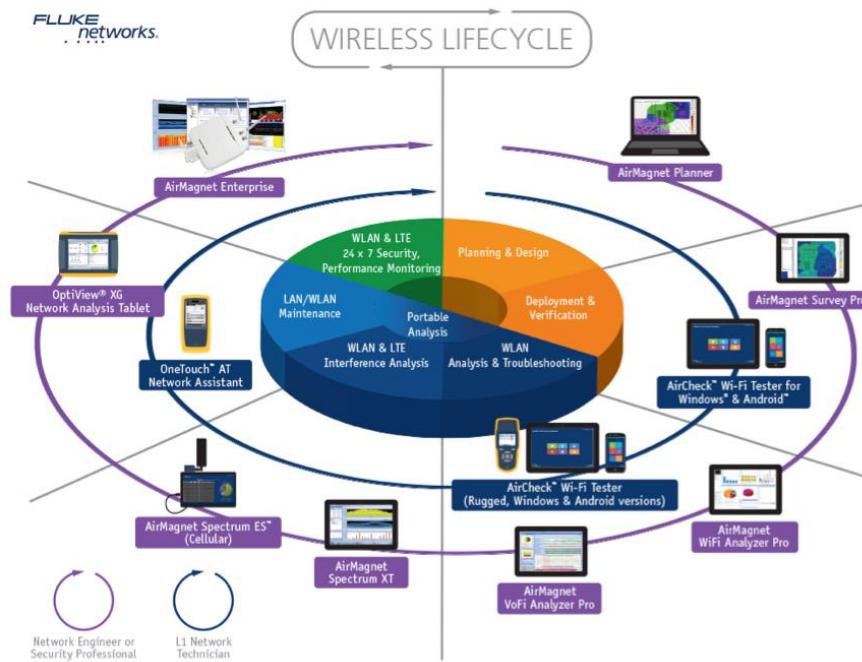 FLUKE
networks®
WIRELESS LIFECYCLE
AirMagnet Enterprise
AirMagnet Planner
WLAN & LTE
24 x 7 Security,
Performance Monitoring
Planning & Design
OptiView® XG
Network Analysis Tablet
LAN/WLAN
Maintenance
Portable
Analysis
Deployment &
Verification
AirMagnet Survey Pro
WLAN & LTE
Interference Analysis
WLAN
Analysis & Troubleshooting
OneTouch™ AT
Network Assistant
AirCheck™ Wi-Fi Tester for
Windows® & Android™
AirCheck™ Wi-Fi Tester
(Rugged, Windows & Android versions)
AirMagnet Spectrum ES™
(Cellular)
AirMagnet
Spectrum XT
AirMagnet
VoFi Analyzer Pro
AirMagnet
WiFi Analyzer Pro
Network Engineer or
Security Professional
L1 Network
Technician